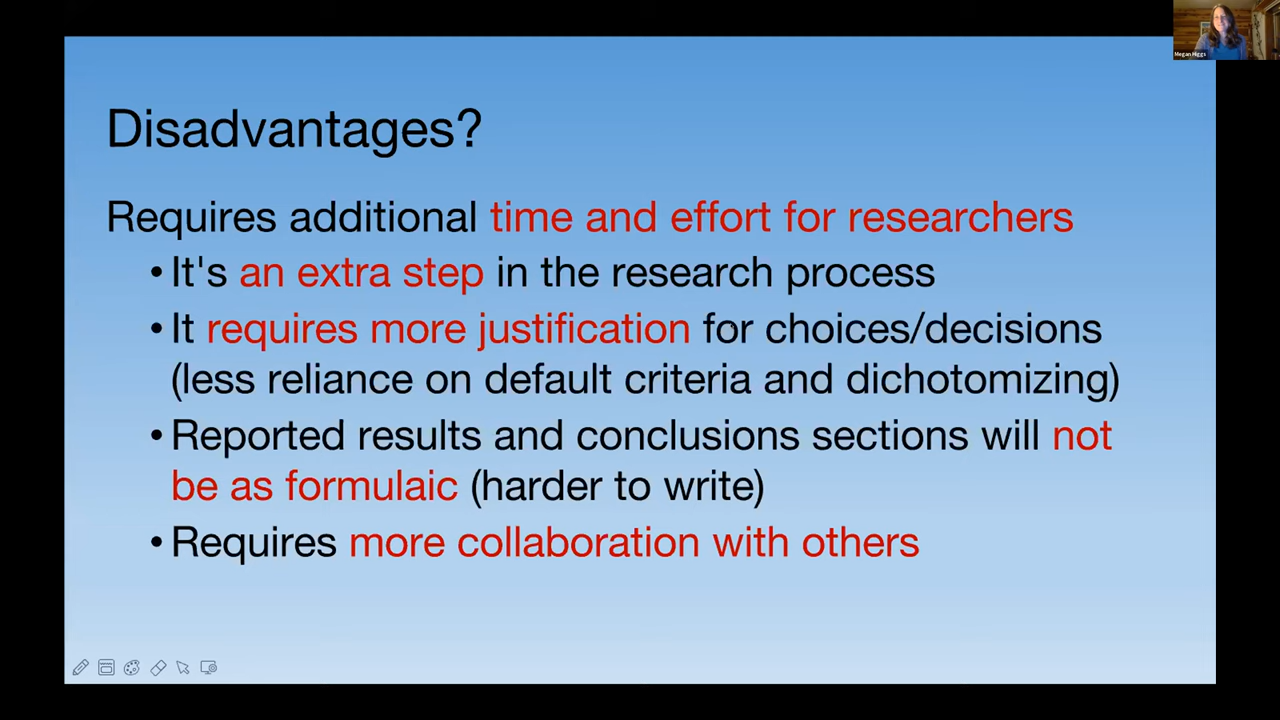 Megan Higgs
Disadvantages?
Requires additional time and effort for researchers
•It's an extra step in the research process
•It requires more justification for choices/decisions
(less reliance on default criteria and dichotomizing)
•Reported results and conclusions sections will not
be as formulaic (harder to write)
•Requires more collaboration with others